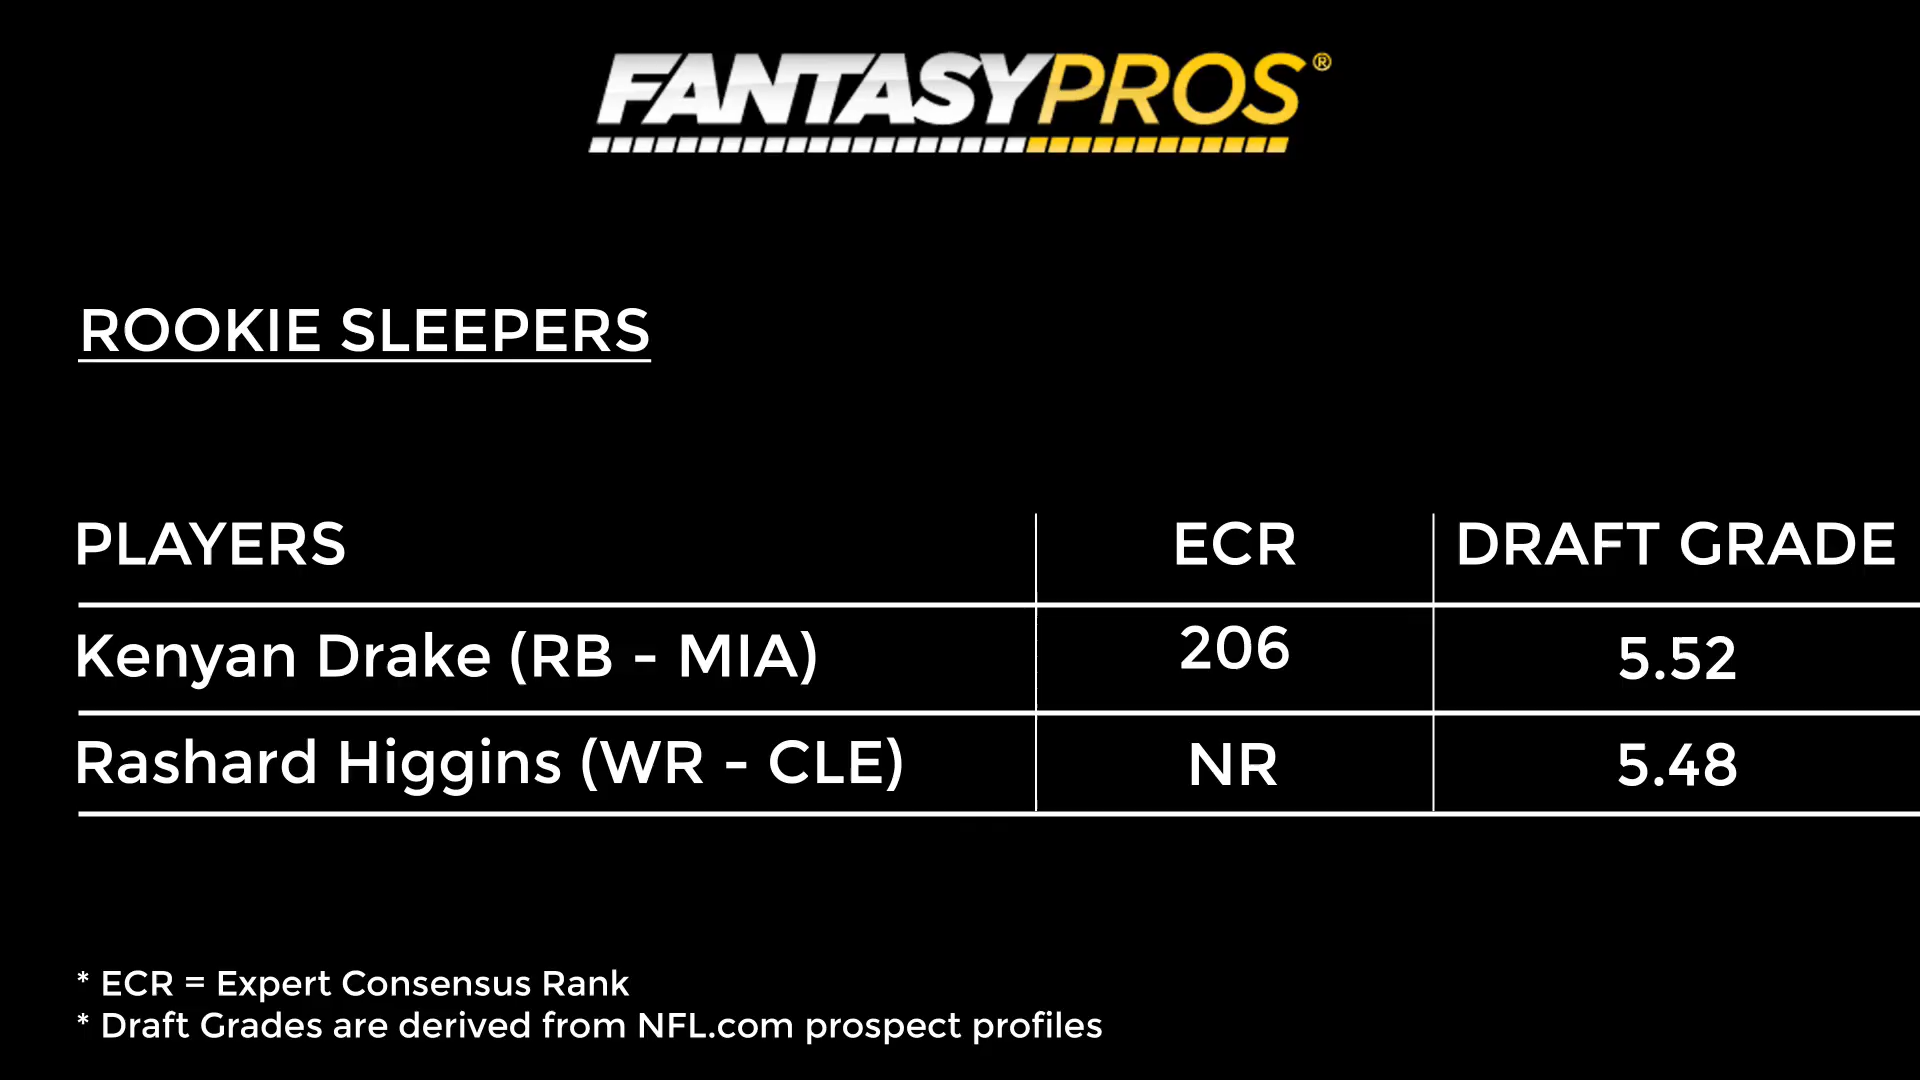 FANTASYPROS®
ROOKIE SLEEPERS
PLAYERS ECR DRAFT GRADE
Kenyan Drake (RB - MIA) 206 5.52
Rashard Higgins (WR - CLE) NR 5.48
* ECR = Expert Consensus Rank
* Draft Grades are derived from NFL.com prospect profiles